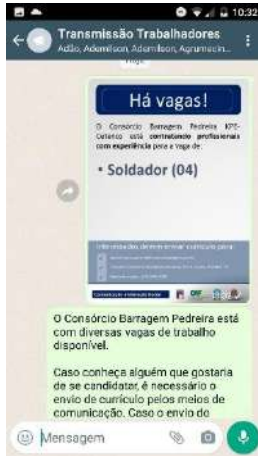 10:32
Transmissão Trabalhadores
Adão, Ademilson, Ademilson, Agrumacin...
Há vagas!
O Consórcio Barragem Pedreira KPE-
está contratando profissionais
com experiência para a vaga de:
• Soldador (04)
O Consórcio Barragem Pedreira está
com diversas vagas de trabalho
disponível.
Caso conheça alguém que gostaria
de se candidatar, é necessário o
envio de currículo pelos meios de
comunicação. Caso o envio do
Mensagem